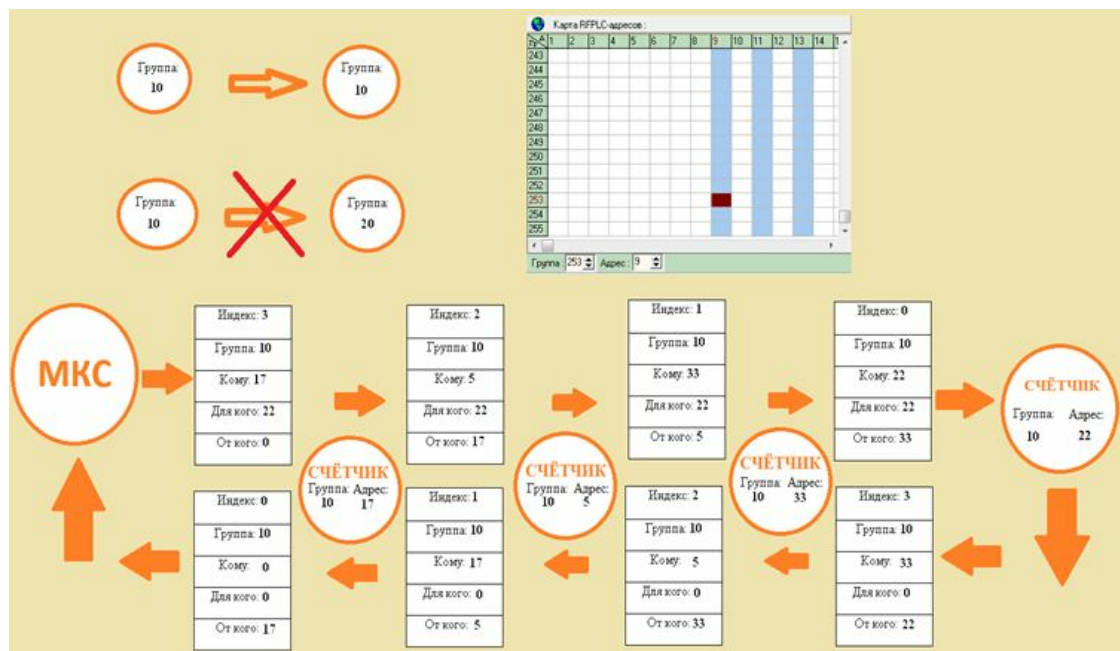 Группа:
10
Группа:
10
Группа:
10
Группа:
20
Карта RFPLC-адресов :
Гр А 1 2 3 4 5 6 7 8 9 10 11 12 13 14 1
243
244
245
246
247
248
249
250
251
252
253
254
255
Группа : 253 Адрес : 9
МКС
Индекс: 3
Группа: 10
Кому: 17
Для кого: 22
От кого: 0
Индекс: 2
Группа: 10
Кому: 5
Для кого: 22
От кого: 17
Индекс: 1
Группа: 10
Кому: 33
Для кого: 22
От кого: 5
Индекс: 0
Группа: 10
Кому: 22
Для кого: 22
От кого: 33
СЧЁТЧИК
Группа: Адрес:
10 22
СЧЁТЧИК
Группа: Адрес:
10 17
СЧЁТЧИК
Группа: Адрес:
10 5
СЧЁТЧИК
Группа: Адрес:
10 33
Индекс: 0
Группа: 10
Кому: 0
Для кого: 0
От кого: 17
Индекс: 1
Группа: 10
Кому: 17
Для кого: 0
От кого: 5
Индекс: 2
Группа: 10
Кому: 5
Для кого: 0
От кого: 33
Индекс: 3
Группа: 10
Кому: 33
Для кого: 0
От кого: 22